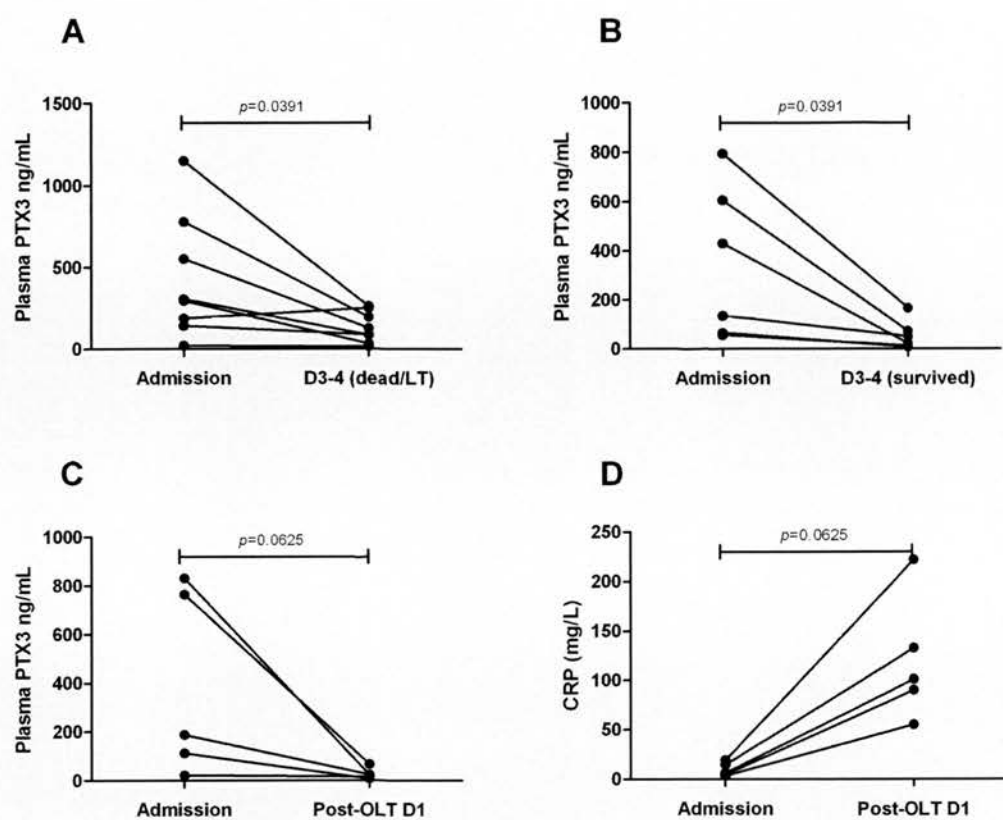 A
p=0.0391
Plasma PTX3 ng/mL
1500
1000
500
0
Admission D3-4 (dead/LT)
B
p=0.0391
Plasma PTX3 ng/mL
1000
800
600
400
200
0
Admission D3-4 (survived)
C
p=0.0625
Plasma PTX3 ng/mL
1000
800
600
400
200
0
Admission Post-OLT D1
D
p=0.0625
CRP (mg/L)
250
200
150
100
50
0
Admission Post-OLT D1